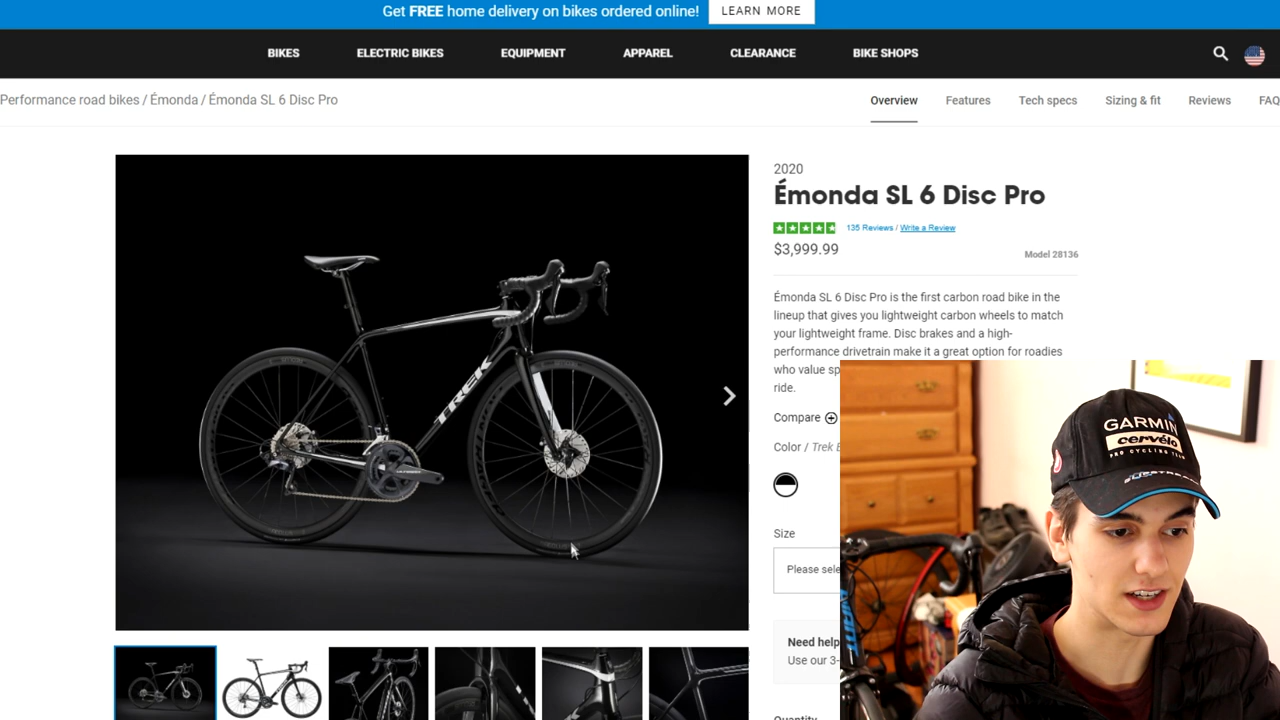 Get FREE home delivery on bikes ordered online! LEARN MORE
BIKES ELECTRIC BIKES EQUIPMENT APPAREL CLEARANCE BIKE SHOPS
Performance road bikes / Émonda / Émonda SL 6 Disc Pro
Overview Features Tech specs Sizing & fit Reviews FAQ
2020
Émonda SL 6 Disc Pro
135 Reviews / Write a Review
$3,999.99
Model 28136
Émonda SL 6 Disc Pro is the first carbon road bike in the
lineup that gives you lightweight carbon wheels to match
your lightweight frame. Disc brakes and a high-
performance drivetrain make it a great option for roadies
who value sp
ride.
Compare
Color / Trek
Size
Please sele
Need help
Use our 3-
Quantity
TREK
GARMIN
cervélo
PRO CYCLING TEAM